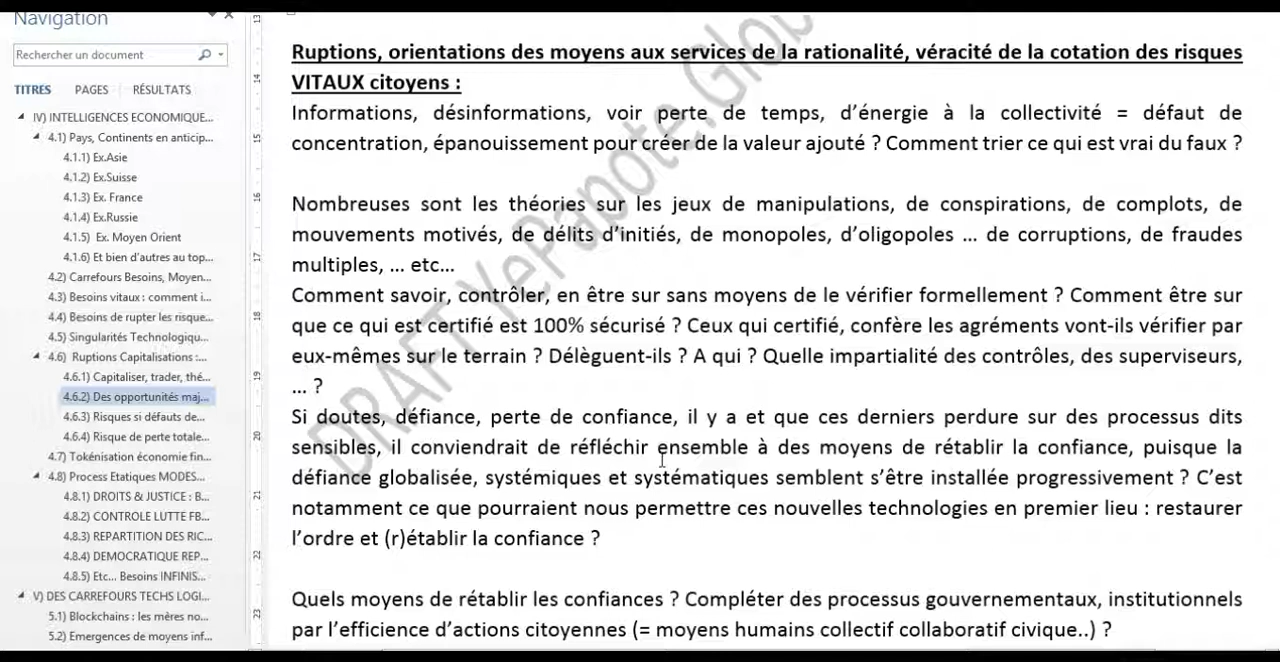 Navigation
Rechercher un document
TITRES PAGES RÉSULTATS
IV) INTELLIGENCES ECONOMIQUE...
4.1) Pays, Continents en anticip...
4.1.1) Ex.Asie
4.1.2) Ex.Suisse
4.1.3) Ex. France
4.1.4) Ex.Russie
4.1.5) Ex. Moyen Orient
4.1.6) Et bien d'autres au top...
4.2) Carrefours Besoins, Moyen...
4.3) Besoins vitaux : comment i...
4.4) Besoins de rupter les risque...
4.5) Singularités Technologiqu...
4.6) Ruptions Capitalisations :...
4.6.1) Capitaliser, trader, thé...
4.6.2) Des opportunités maj...
4.6.3) Risques si défauts de...
4.6.4) Risque de perte totale...
4.7) Tokénisation économie fin...
4.8) Process Etatiques MODES...
4.8.1) DROITS & JUSTICE : B...
4.8.2) CONTROLE LUTTE FB...
4.8.3) REPARTITION DES RIC...
4.8.4) DEMOCRATIQUE REP...
4.8.5) Etc... Besoins INFINIS...
V) DES CARREFOURS TECHS LOGI...
5.1) Blockchains : les mères no...
5.2) Emergences de moyens inf...
13
14
15
16
17
18
19
20
21
22
23
Ruptions, orientations des moyens aux services de la rationalité, véracité de la cotation des risques
VITAUX citoyens :
Informations, désinformations, voir perte de temps, d'énergie à la collectivité = défaut de
concentration, épanouissement pour créer de la valeur ajouté ? Comment trier ce qui est vrai du faux ?
Nombreuses sont les théories sur les jeux de manipulations, de conspirations, de complots, de
mouvements motivés, de délits d'initiés, de monopoles, d'oligopoles ... de corruptions, de fraudes
multiples, ... etc...
Comment savoir, contrôler, en être sur sans moyens de le vérifier formellement ? Comment être sur
que ce qui est certifié est 100% sécurisé ? Ceux qui certifié, confère les agréments vont-ils vérifier par
eux-mêmes sur le terrain ? Délèguent-ils ? A qui ? Quelle impartialité des contrôles, des superviseurs,
... ?
Si doutes, défiance, perte de confiance, il y a et que ces derniers perdure sur des processus dits
sensibles, il conviendrait de réfléchir ensemble à des moyens de rétablir la confiance, puisque la
défiance globalisée, systémiques et systématiques semblent s'être installée progressivement ? C'est
notamment ce que pourraient nous permettre ces nouvelles technologies en premier lieu : restaurer
l'ordre et (r)établir la confiance ?
Quels moyens de rétablir les confiances ? Compléter des processus gouvernementaux, institutionnels
par l'efficience d'actions citoyennes (= moyens humains collectif collaboratif civique..) ?
DRAFT YePapote.Glob